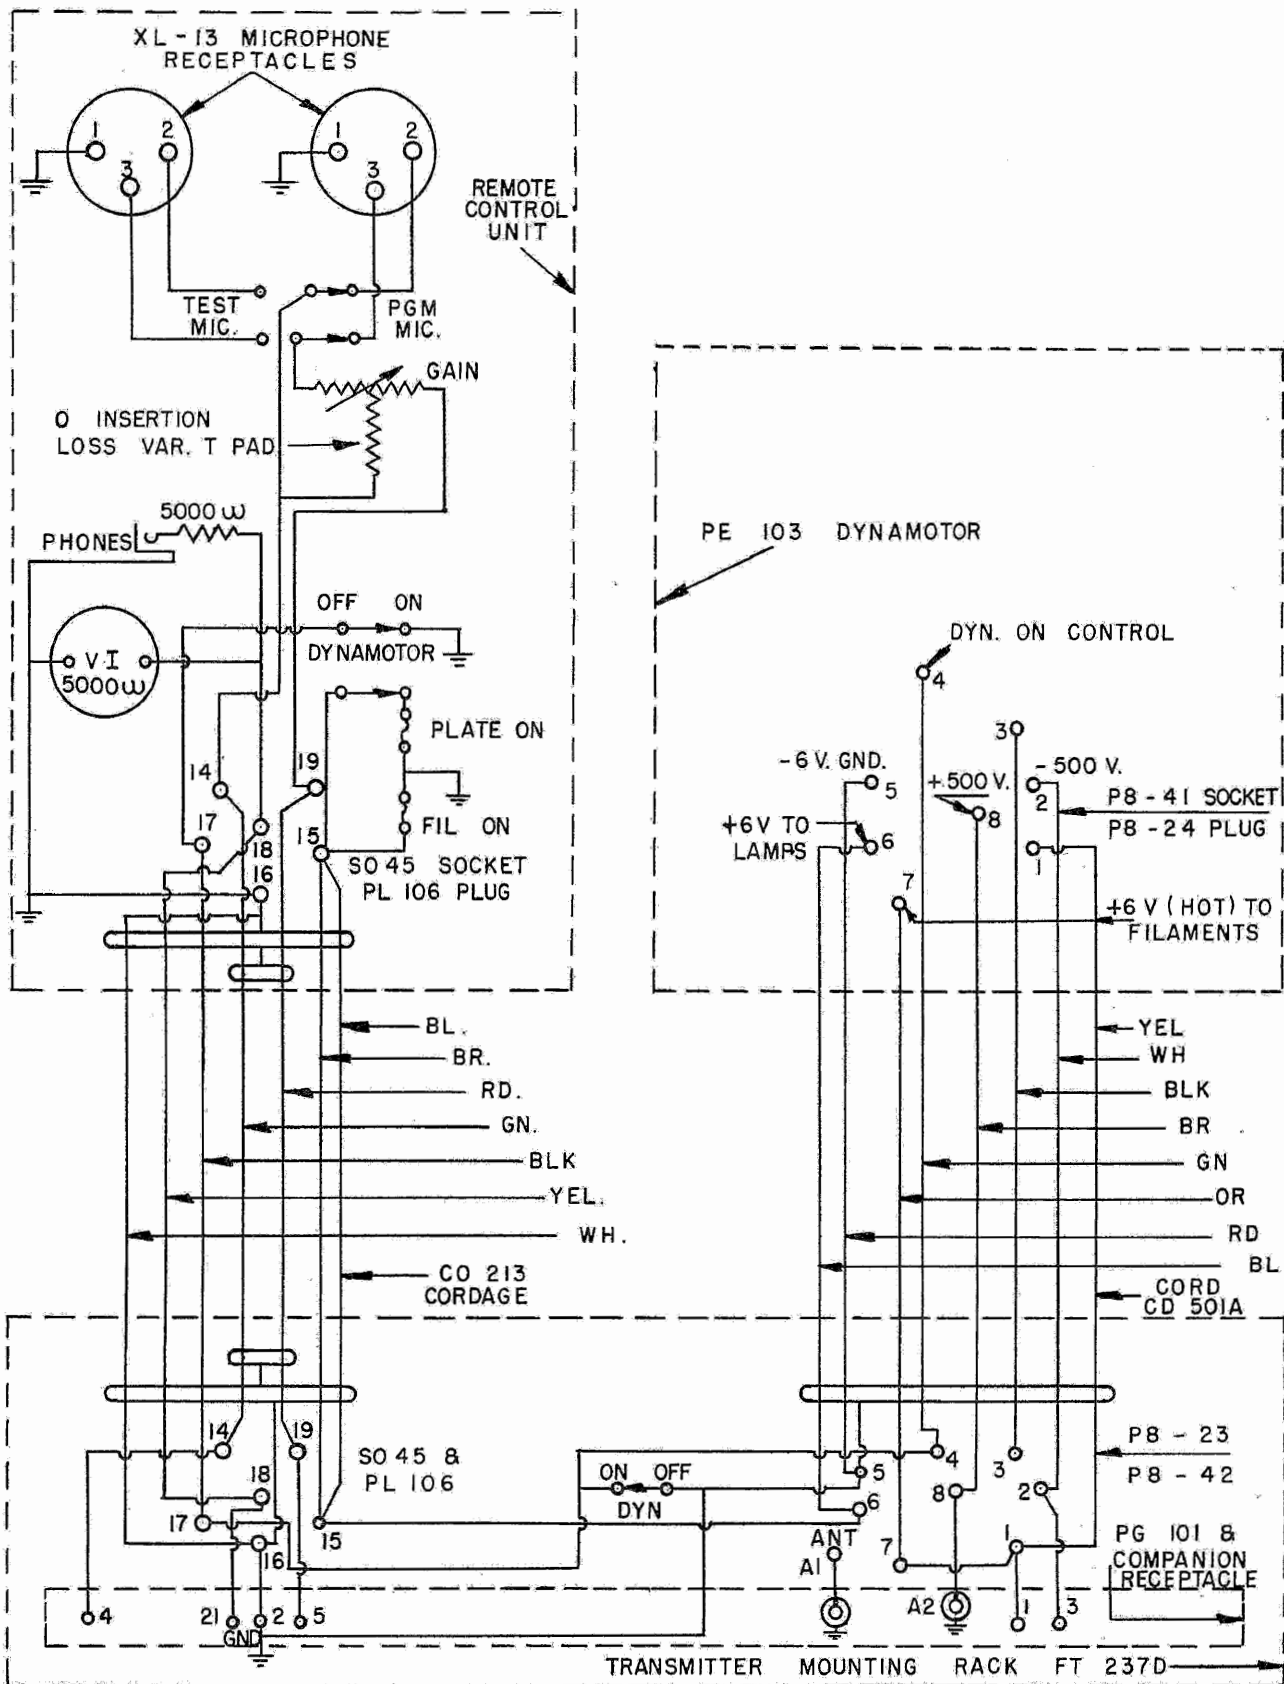 XL-13 MICROPHONE
RECEPTACLES
1
2
3
1
2
3
REMOTE
CONTROL
UNIT
TEST
MIC.
PGM
MIC.
GAIN
O INSERTION
LOSS VAR. T PAD
5000 ω
PHONES
OFF ON
DYNAMOTOR
VI
5000 ω
PLATE ON
14
19
17
18
15
FIL ON
16
SO 45 SOCKET
PL 106 PLUG
PE 103 DYNAMOTOR
DYN. ON CONTROL
4
3
-6 V. GND.
5
+500 V.
8
-500 V.
2
P8-41 SOCKET
P8-24 PLUG
+6V TO
LAMPS
6
1
7
+6 V (HOT) TO
FILAMENTS
BL.
BR.
RD.
GN.
BLK
YEL.
WH.
CO 213
CORDAGE
YEL
WH
BLK
BR
GN
OR
RD
BL
CORD
CD 501A
14
19
SO 45 &
PL 106
18
17
16
15
ON OFF
DYN
4
3
5
6
8
2
P8-23
P8-42
ANT
A1
7
1
PG 101 &
COMPANION
RECEPTACLE
4
21
2
5
GND
A2
1
3
TRANSMITTER MOUNTING RACK FT 237D